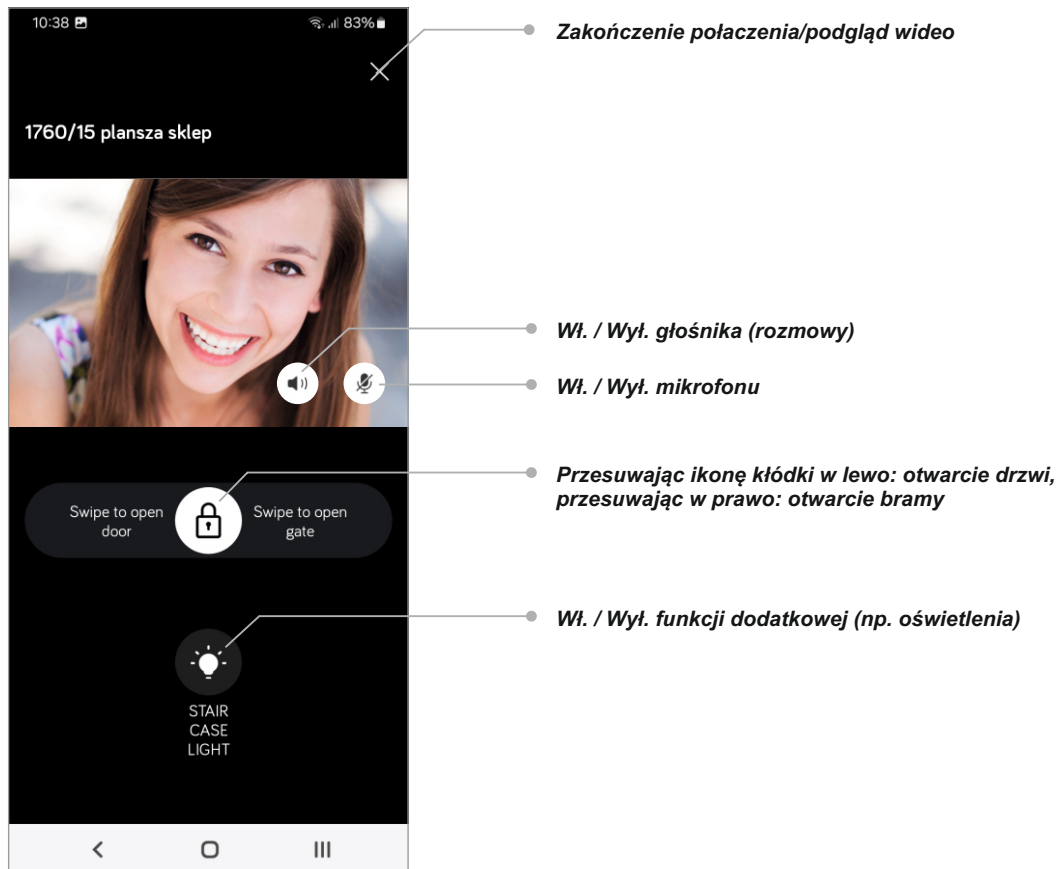 10:38
83%
Zakończenie połaczenia/podgląd wideo
1760/15 plansza sklep
Wł. / Wył. głośnika (rozmowy)
Wł. / Wył. mikrofonu
Przesuwając ikonę kłódki w lewo: otwarcie drzwi,
przesuwając w prawo: otwarcie bramy
Swipe to open
door
Swipe to open
gate
Wł. / Wył. funkcji dodatkowej (np. oświetlenia)
STAIR
CASE
LIGHT